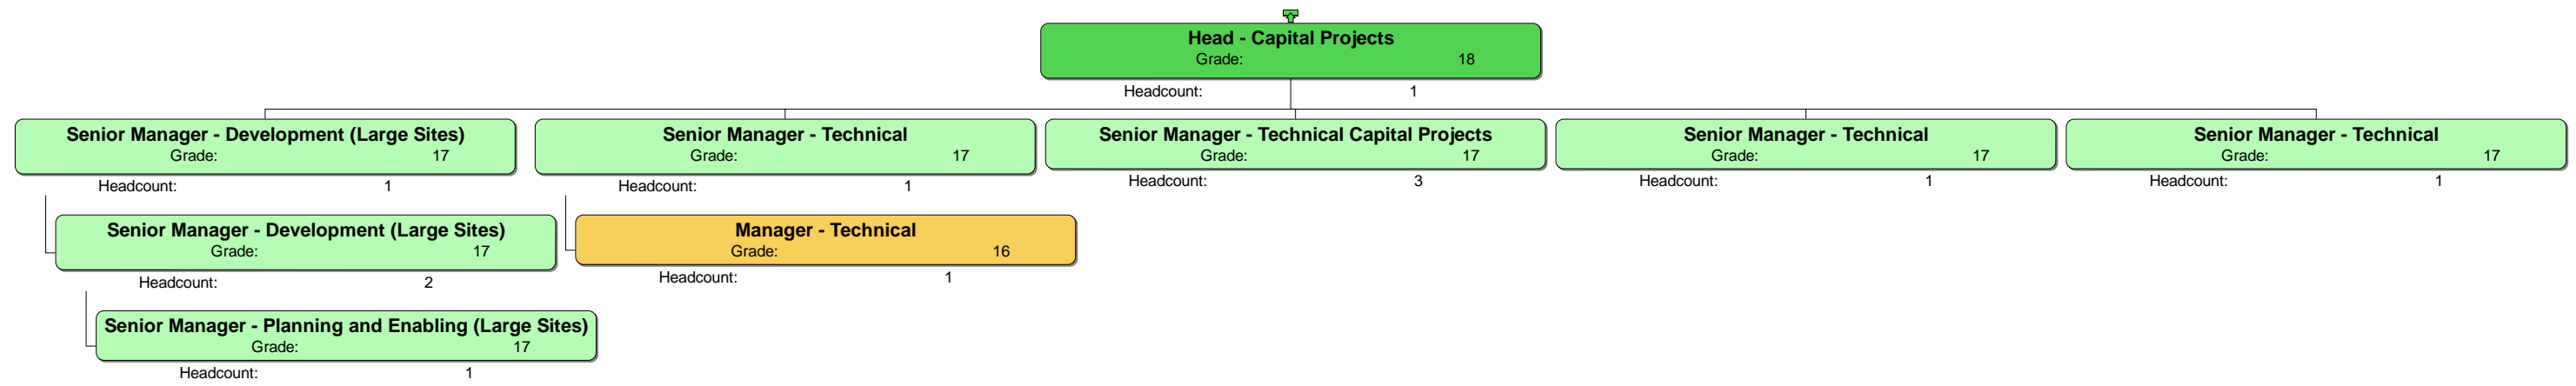 Head - Capital Projects
Grade: 18
Headcount: 1
Senior Manager - Development (Large Sites)
Grade: 17
Headcount: 1
Senior Manager - Technical
Grade: 17
Headcount: 1
Senior Manager - Technical Capital Projects
Grade: 17
Headcount: 3
Senior Manager - Technical
Grade: 17
Headcount: 1
Senior Manager - Technical
Grade: 17
Headcount: 1
Senior Manager - Development (Large Sites)
Grade: 17
Headcount: 2
Manager - Technical
Grade: 16
Headcount: 1
Senior Manager - Planning and Enabling (Large Sites)
Grade: 17
Headcount: 1